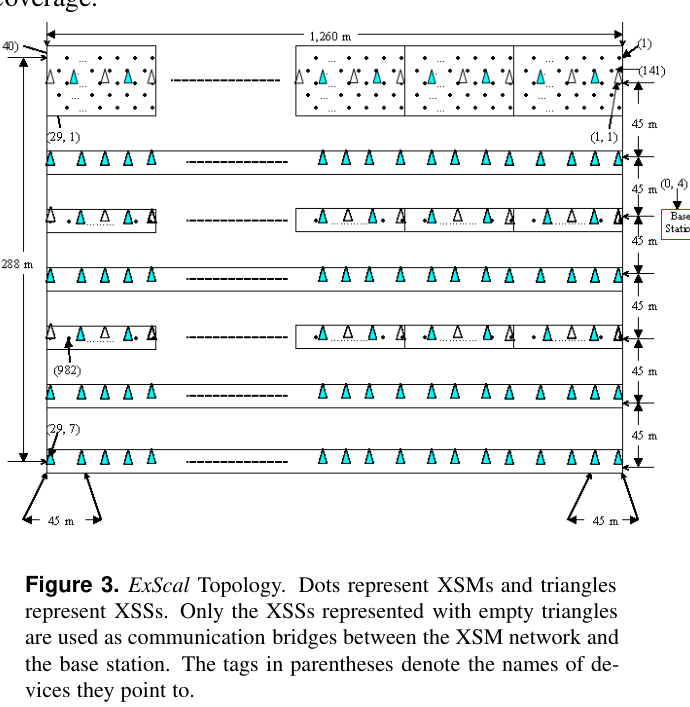 coverage.
1,260 m
40)
(1)
(141)
(29, 1)
(1, 1)
45 m
45 m
(0, 4)
Base
Station
45 m
288 m
45 m
45 m
(982)
45 m
(29, 7)
45 m
45 m
Figure 3. ExScal Topology. Dots represent XSMs and triangles
represent XSSs. Only the XSSs represented with empty triangles
are used as communication bridges between the XSM network and
the base station. The tags in parentheses denote the names of de-
vices they point to.